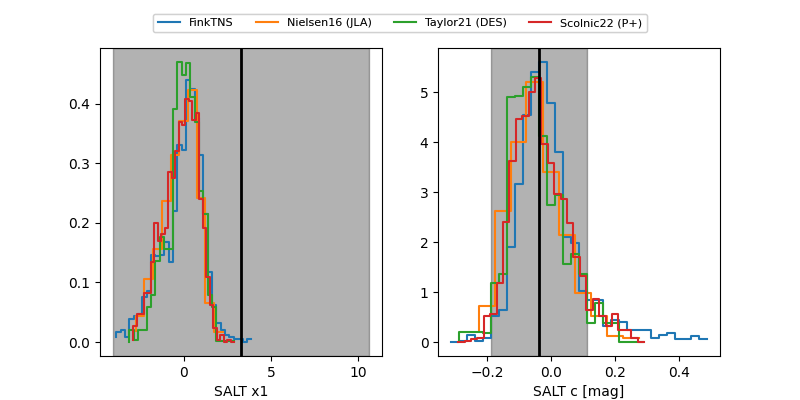 FinkTNS Nielsen16 (JLA) Taylor21 (DES) Scolnic22 (P+)
0.4
0.3
0.2
0.1
0.0
0 5 10
SALT x1
5
4
3
2
1
0
−0.2 0.0 0.2 0.4
SALT c [mag]